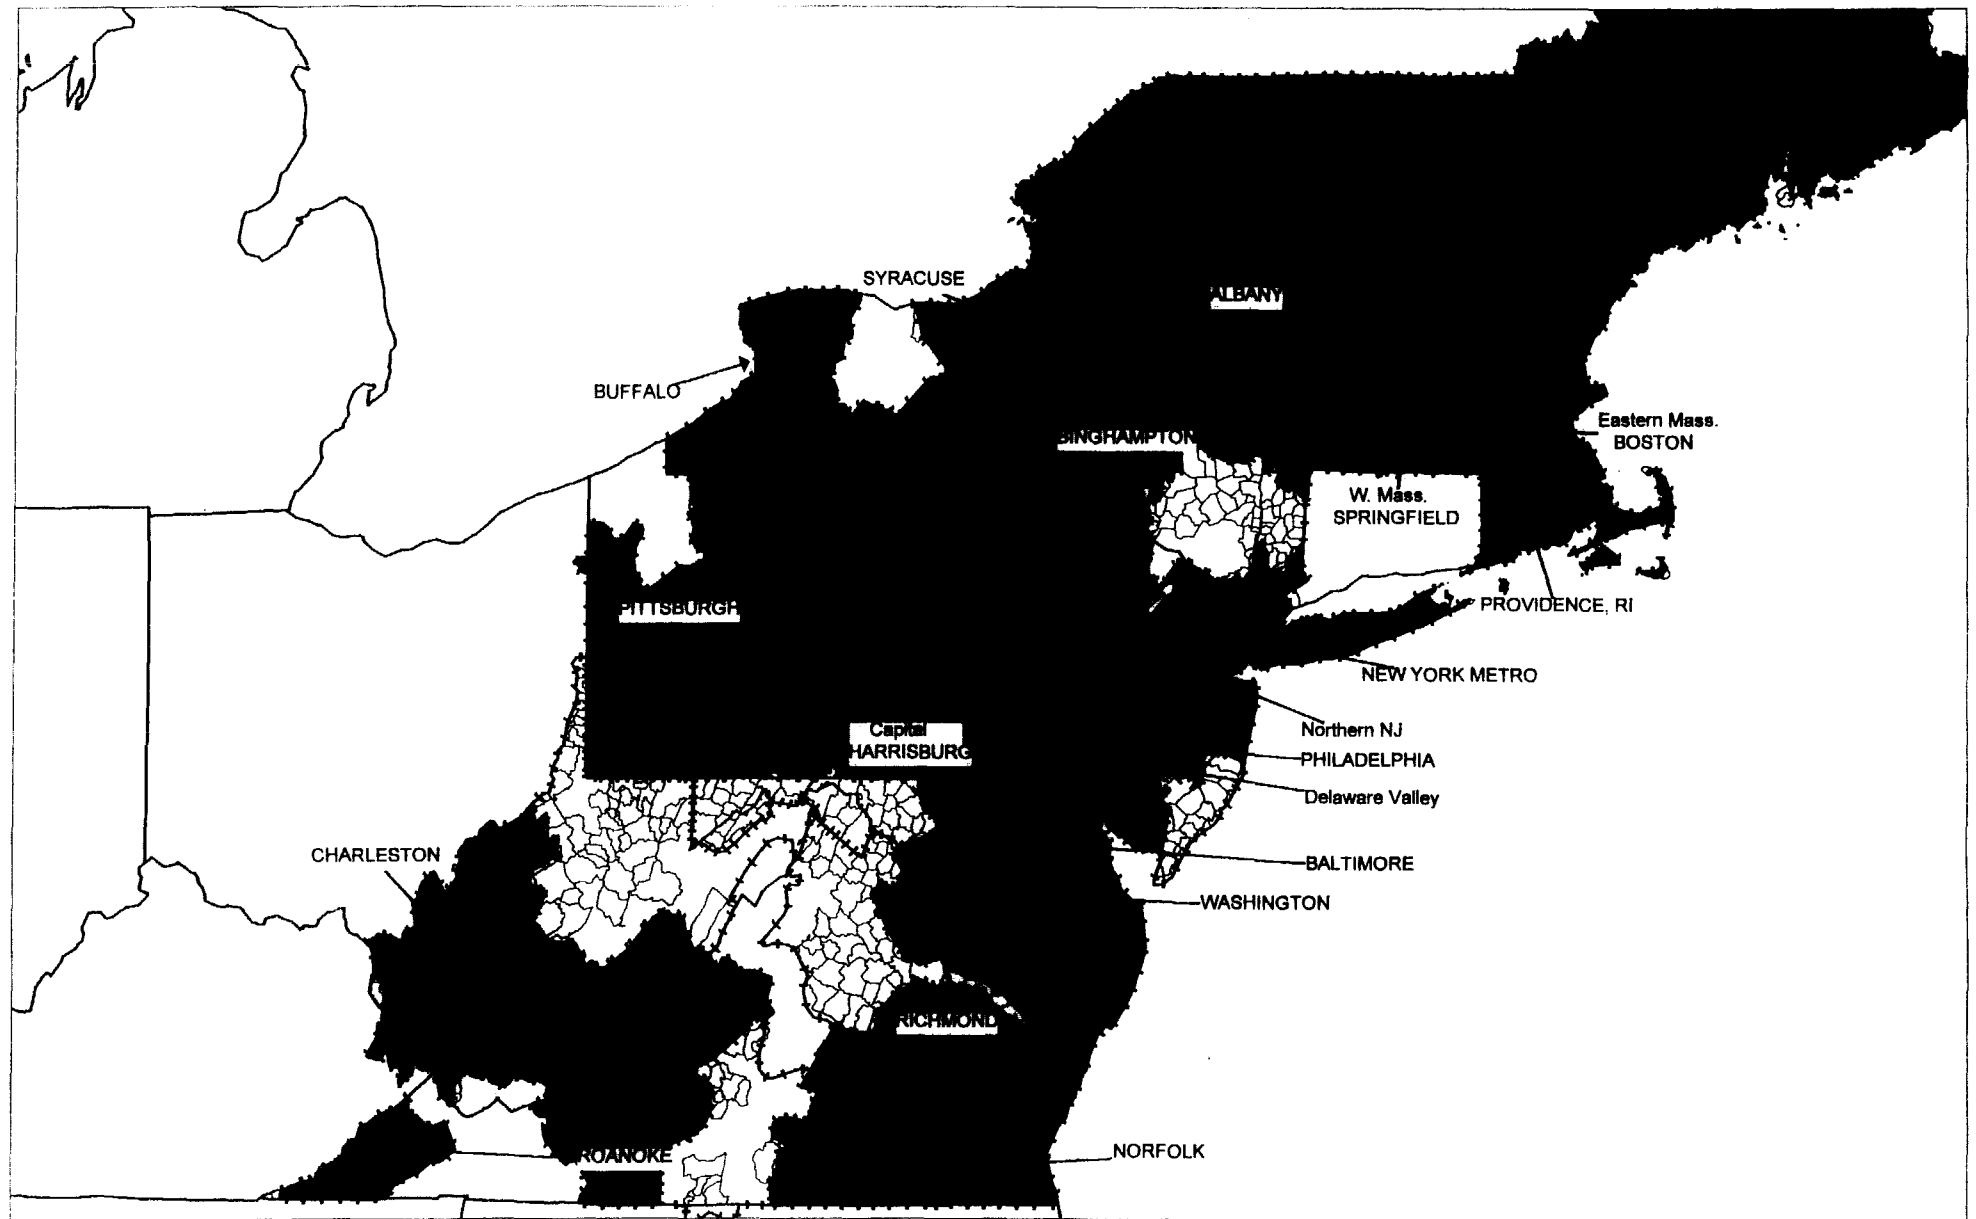 SYRACUSE
ALBANY
BUFFALO
BINGHAMPTON
Eastern Mass.
BOSTON
W. Mass.
SPRINGFIELD
PITTSBURGH
PROVIDENCE, RI
NEW YORK METRO
Capital
HARRISBURG
Northern NJ
PHILADELPHIA
Delaware Valley
CHARLESTON
BALTIMORE
WASHINGTON
RICHMOND
ROANOKE
NORFOLK